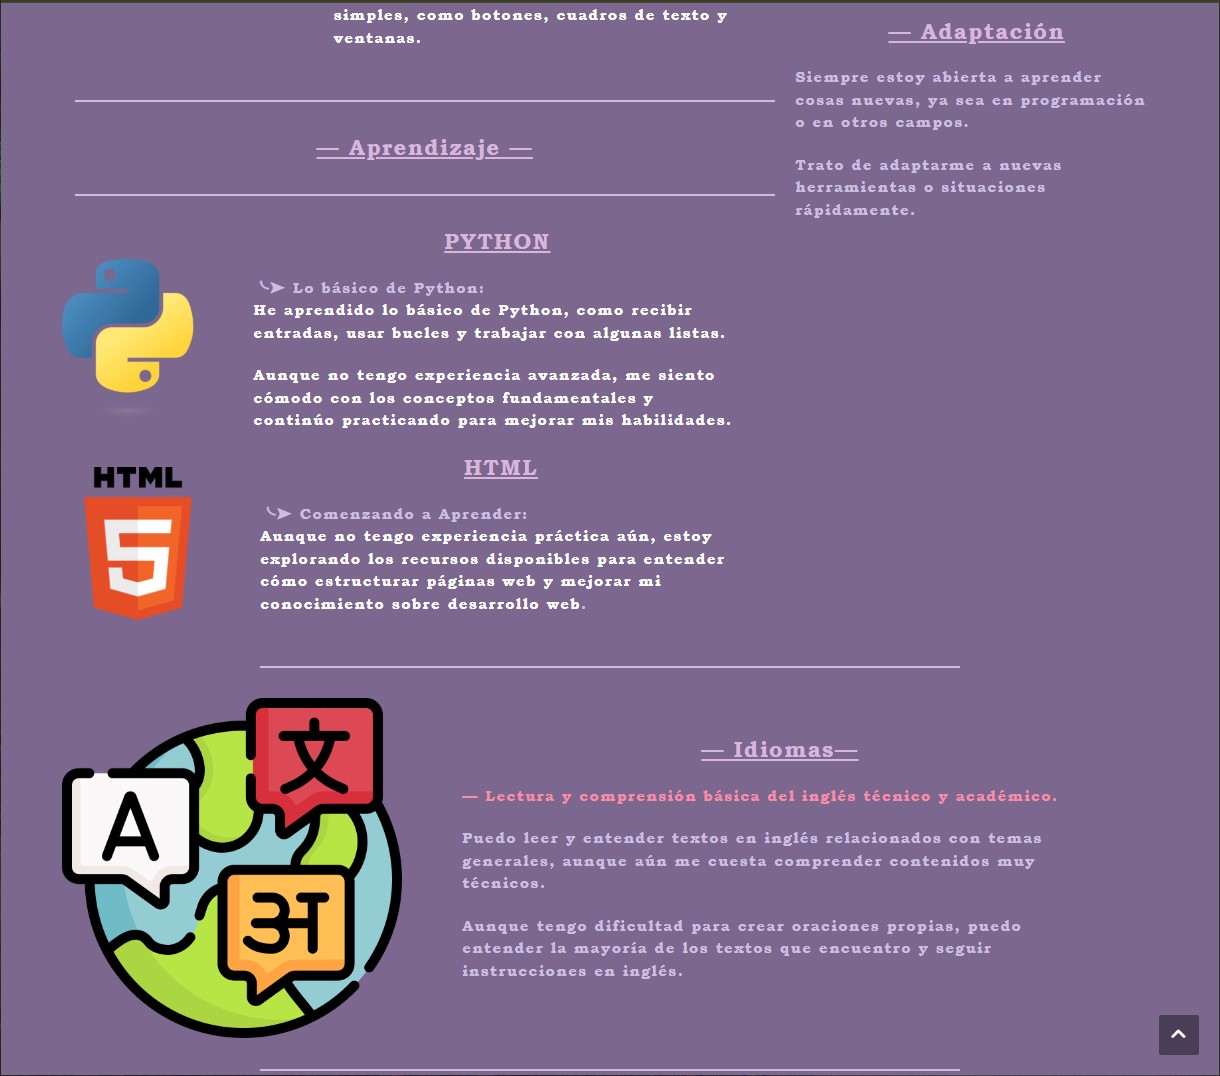 simples, como botones, cuadros de texto y
ventanas.
— Adaptación
Siempre estoy abierta a aprender
cosas nuevas, ya sea en programación
o en otros campos.
Trato de adaptarme a nuevas
herramientas o situaciones
rápidamente.
— Aprendizaje —
PYTHON
⤷➤ Lo básico de Python:
He aprendido lo básico de Python, como recibir
entradas, usar bucles y trabajar con algunas listas.
Aunque no tengo experiencia avanzada, me siento
cómodo con los conceptos fundamentales y
continúo practicando para mejorar mis habilidades.
HTML
5
HTML
⤷➤ Comenzando a Aprender:
Aunque no tengo experiencia práctica aún, estoy
explorando los recursos disponibles para entender
cómo estructurar páginas web y mejorar mi
conocimiento sobre desarrollo web.
文
A
अ
— Idiomas—
— Lectura y comprensión básica del inglés técnico y académico.
Puedo leer y entender textos en inglés relacionados con temas
generales, aunque aún me cuesta comprender contenidos muy
técnicos.
Aunque tengo dificultad para crear oraciones propias, puedo
entender la mayoría de los textos que encuentro y seguir
instrucciones en inglés.